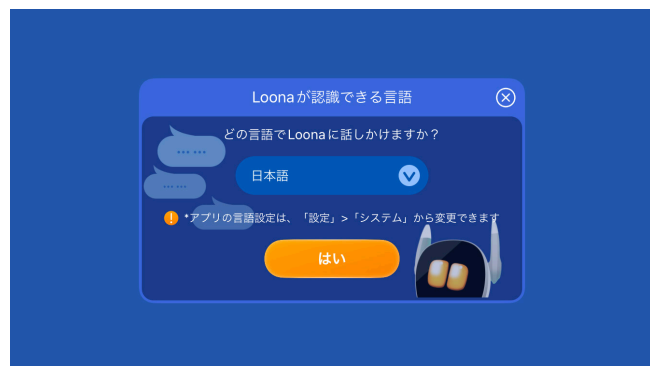 Loonaが認識できる言語
どの言語でLoonaに話しかけますか？
日本語
*アプリの言語設定は、「設定」>「システム」から変更できます
はい